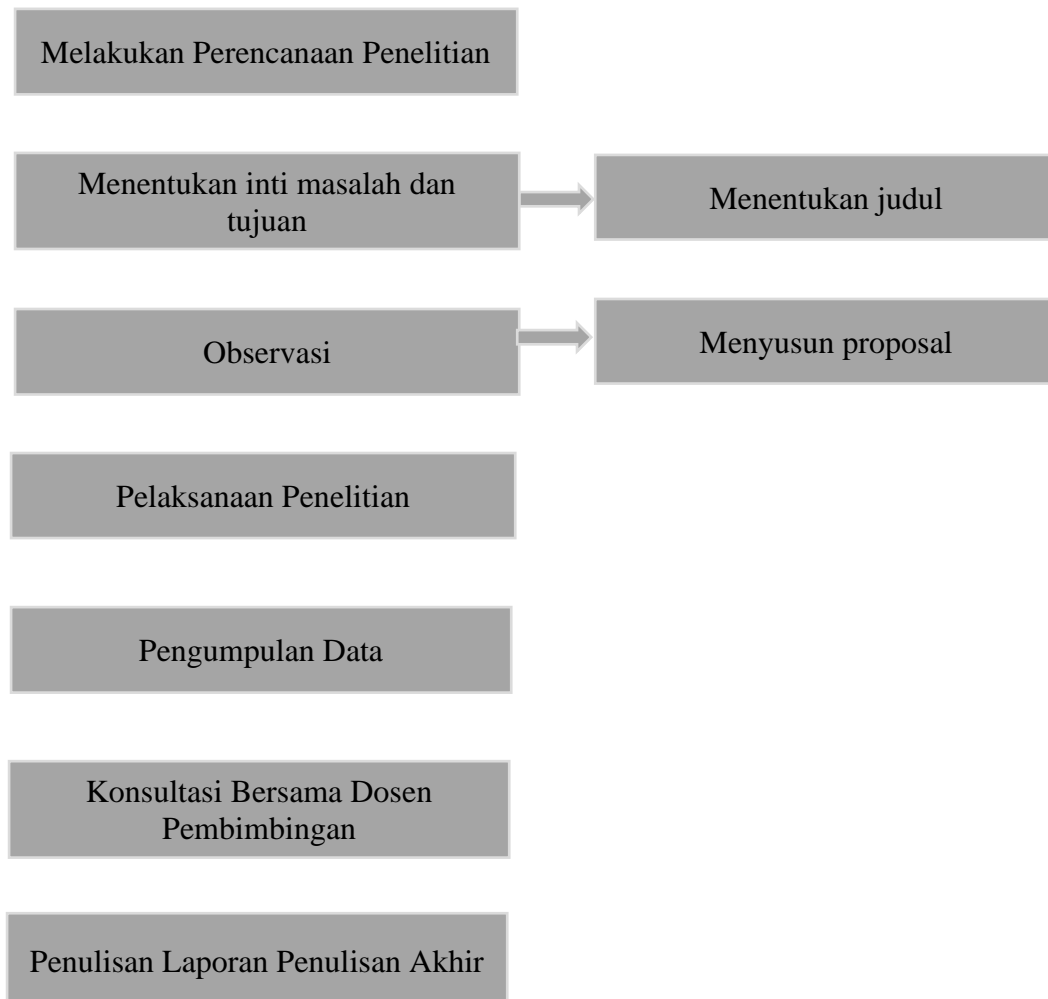 Melakukan Perencanaan Penelitian
Menentukan inti masalah dan
tujuan
Menentukan judul
Observasi
Menyusun proposal
Pelaksanaan Penelitian
Pengumpulan Data
Konsultasi Bersama Dosen
Pembimbingan
Penulisan Laporan Penulisan Akhir